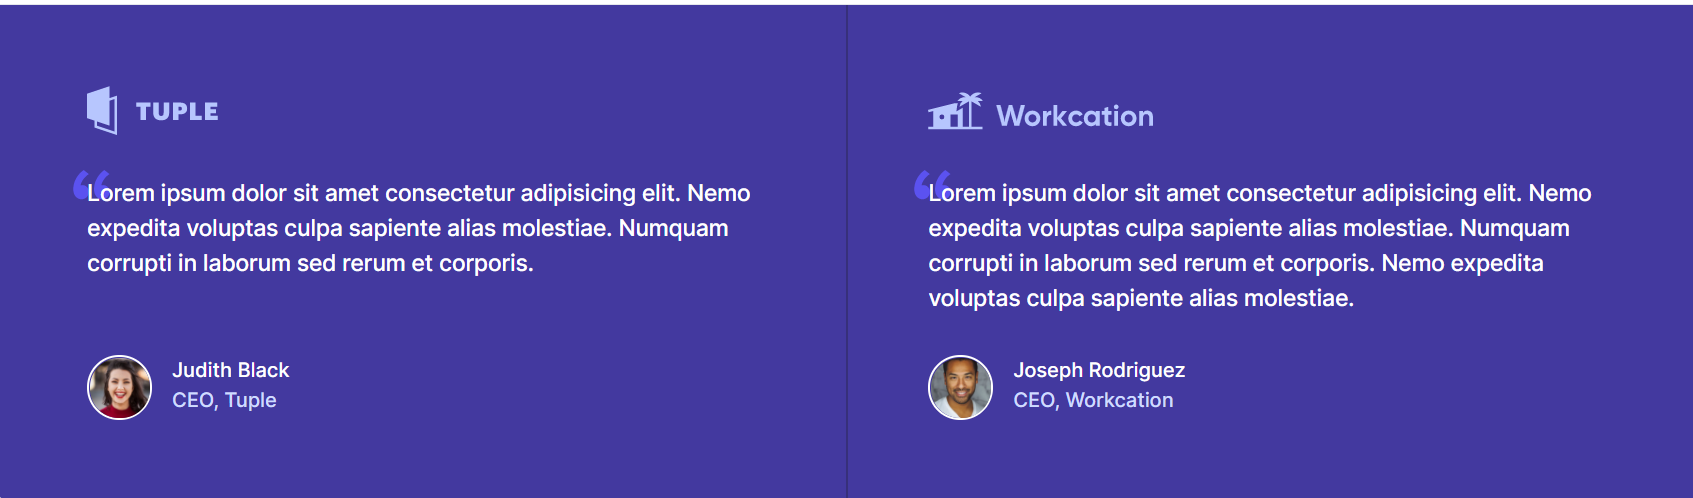 TUPLE
Lorem ipsum dolor sit amet consectetur adipisicing elit. Nemo
expedita voluptas culpa sapiente alias molestiae. Numquam
corrupti in laborum sed rerum et corporis.
Judith Black
CEO, Tuple
Workcation
Lorem ipsum dolor sit amet consectetur adipisicing elit. Nemo
expedita voluptas culpa sapiente alias molestiae. Numquam
corrupti in laborum sed rerum et corporis. Nemo expedita
voluptas culpa sapiente alias molestiae.
Joseph Rodriguez
CEO, Workcation